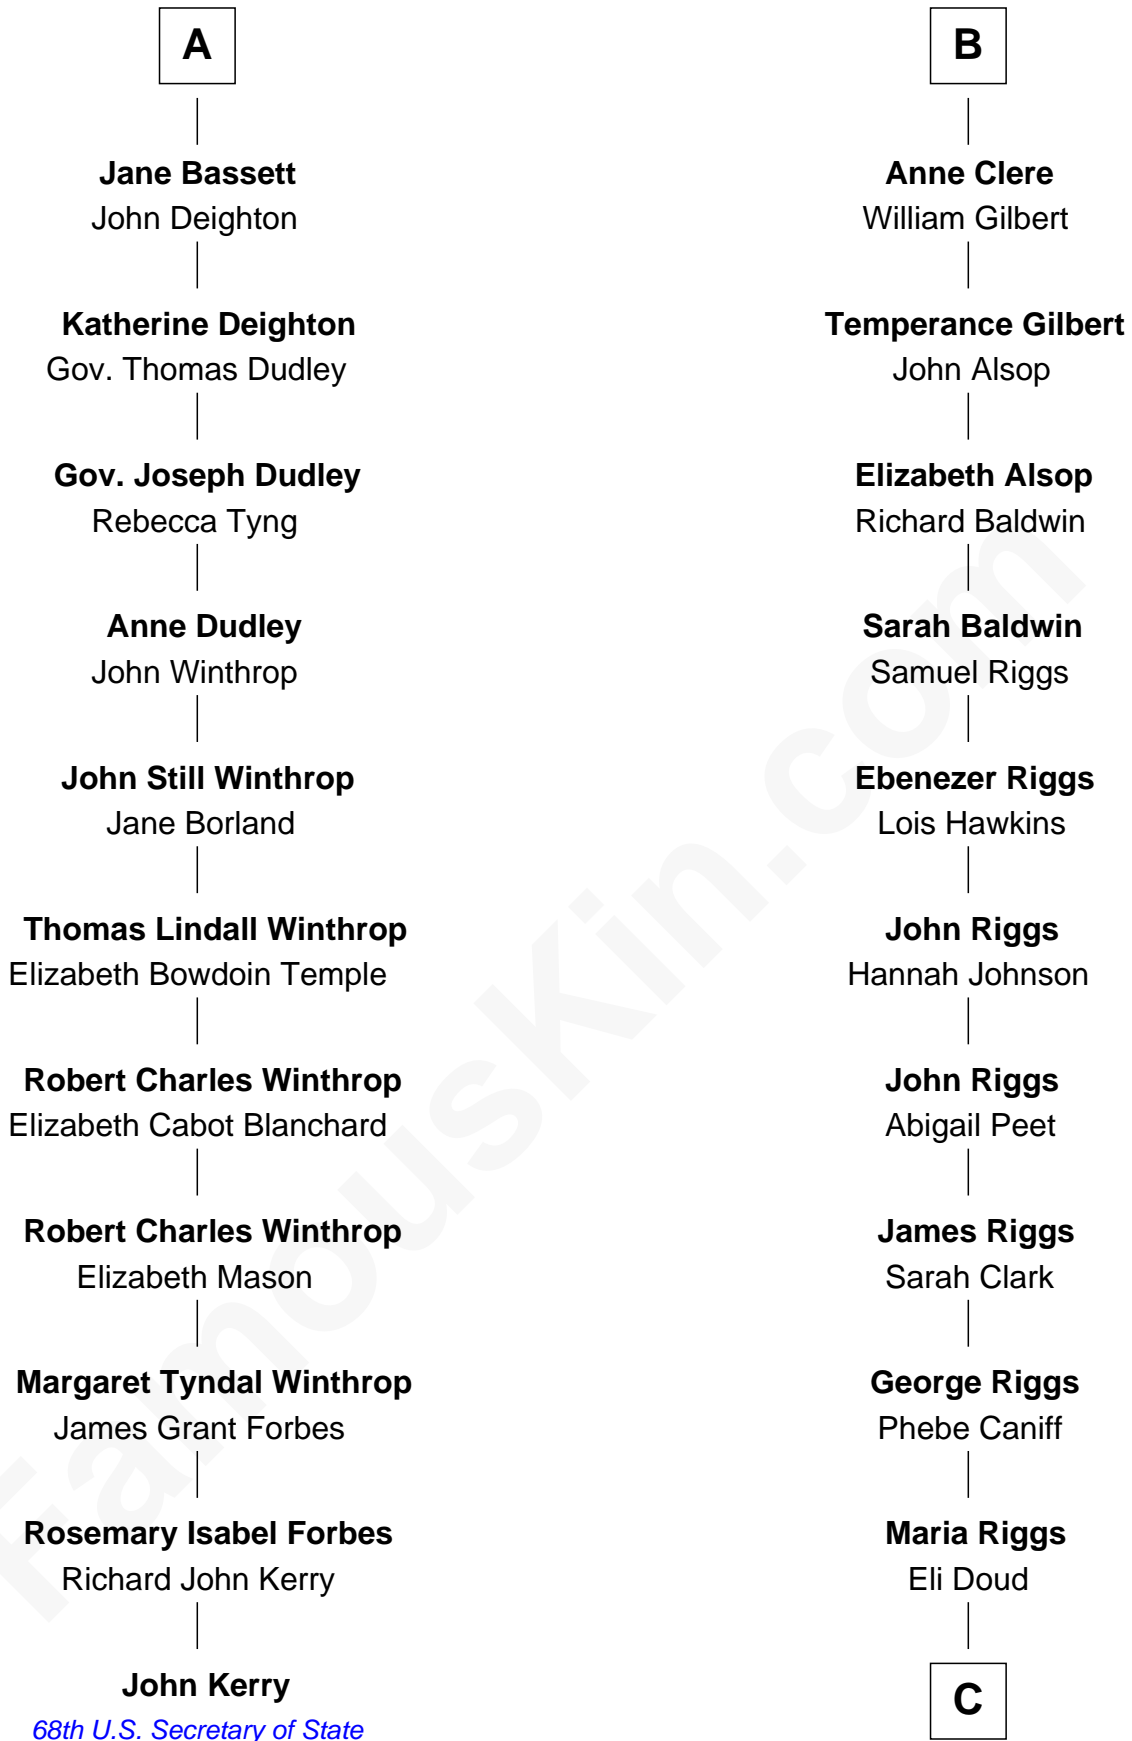 A
Jane Bassett
John Deighton
Katherine Deighton
Gov. Thomas Dudley
Gov. Joseph Dudley
Rebecca Tyng
Anne Dudley
John Winthrop
John Still Winthrop
Jane Borland
Thomas Lindall Winthrop
Elizabeth Bowdoin Temple
Robert Charles Winthrop
Elizabeth Cabot Blanchard
Robert Charles Winthrop
Elizabeth Mason
Margaret Tyndal Winthrop
James Grant Forbes
Rosemary Isabel Forbes
Richard John Kerry
John Kerry
68th U.S. Secretary of State
B
Anne Clere
William Gilbert
Temperance Gilbert
John Alsop
Elizabeth Alsop
Richard Baldwin
Sarah Baldwin
Samuel Riggs
Ebenezer Riggs
Lois Hawkins
John Riggs
Hannah Johnson
John Riggs
Abigail Peet
James Riggs
Sarah Clark
George Riggs
Phebe Caniff
Maria Riggs
Eli Doud
C
FamousKin.com